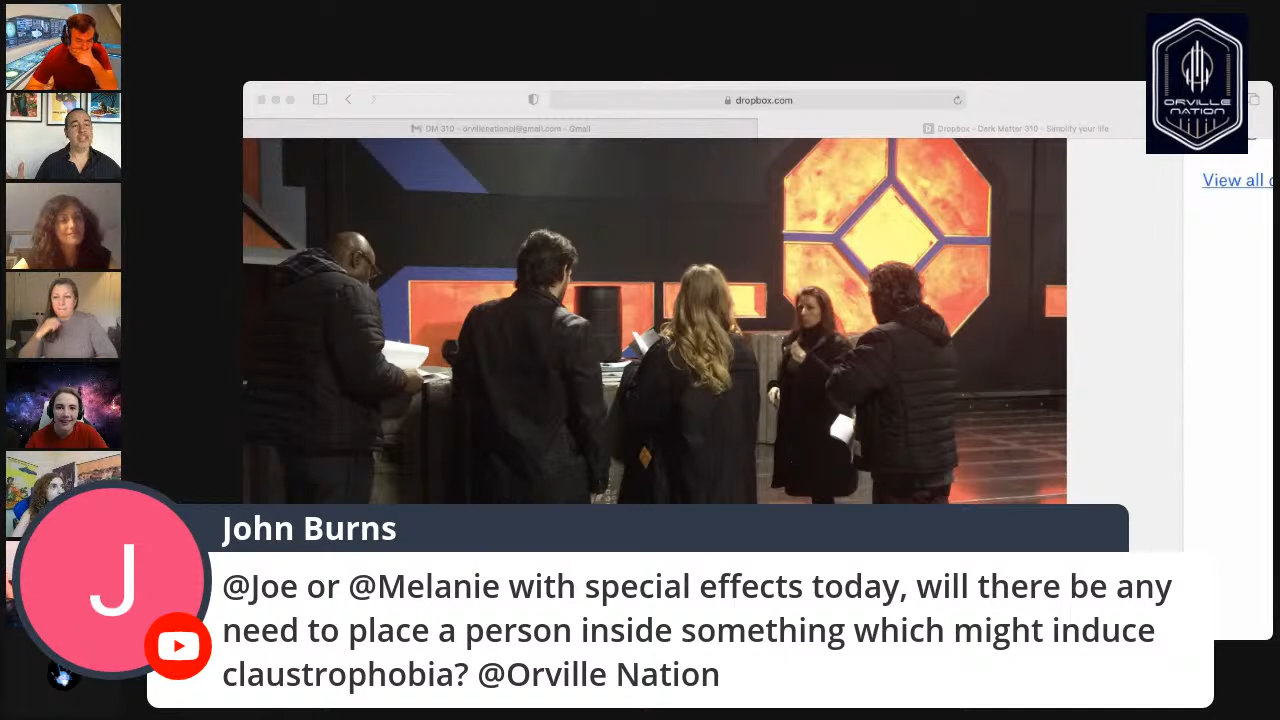 dropbox.com
DM 310 - orvillenationpj@gmail.com - Gmail
Dropbox - Dark Matter 310 - Simplify your life
ORVILLE
NATION
View all
J
John Burns
@Joe or @Melanie with special effects today, will there be any
need to place a person inside something which might induce
claustrophobia? @Orville Nation